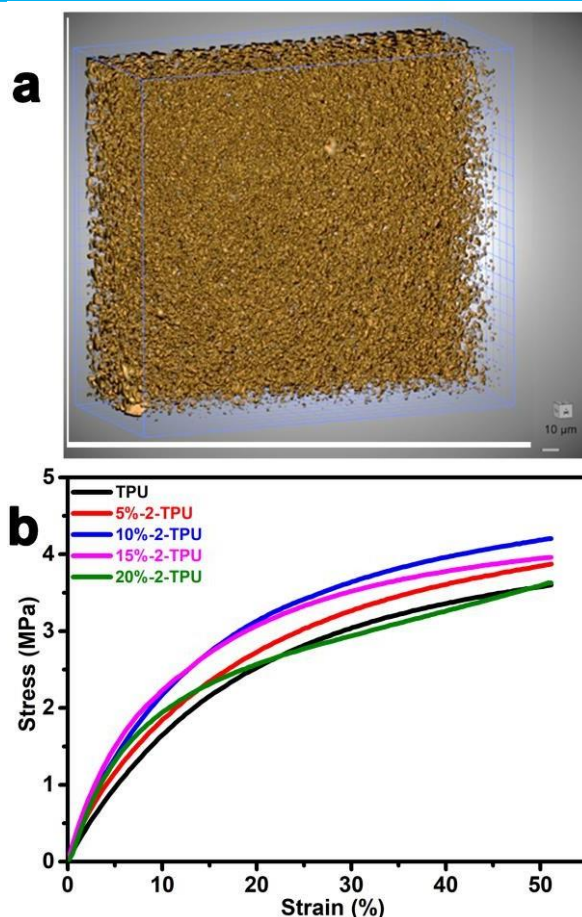 a
A
10 µm
b
5
4
3
2
1
0
Stress (MPa)
TPU
5%-2-TPU
10%-2-TPU
15%-2-TPU
20%-2-TPU
0 10 20 30 40 50
Strain (%)